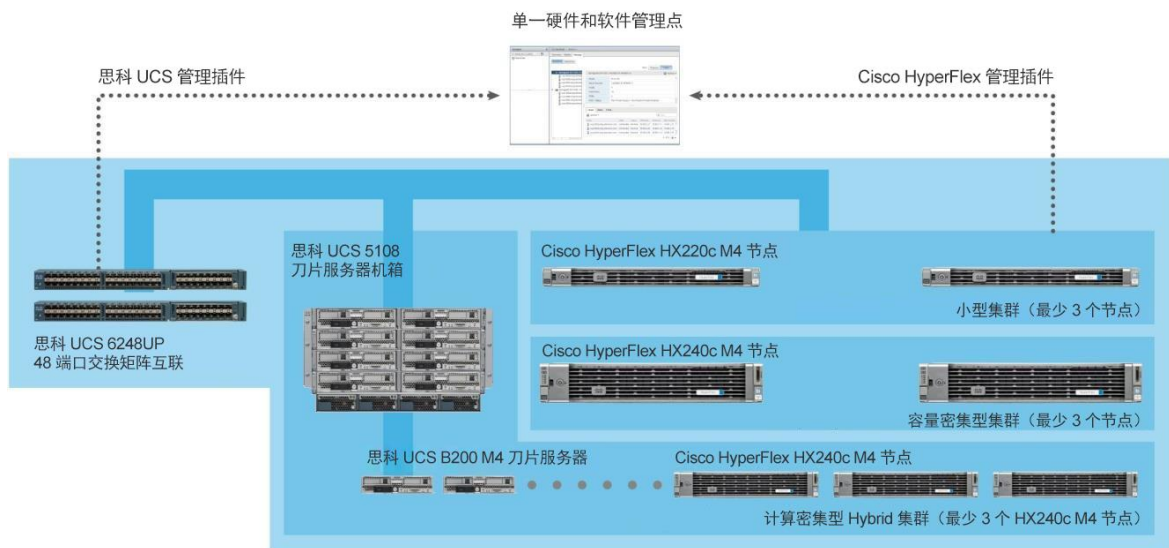 单一硬件和软件管理点
思科 UCS 管理插件
Cisco HyperFlex 管理插件
思科 UCS 5108
刀片服务器机箱
Cisco HyperFlex HX220c M4 节点
小型集群（最少 3 个节点）
思科 UCS 6248UP
48 端口交换矩阵互联
Cisco HyperFlex HX240c M4 节点
容量密集型集群（最少 3 个节点）
思科 UCS B200 M4 刀片服务器
Cisco HyperFlex HX240c M4 节点
计算密集型 Hybrid 集群（最少 3 个 HX240c M4 节点）